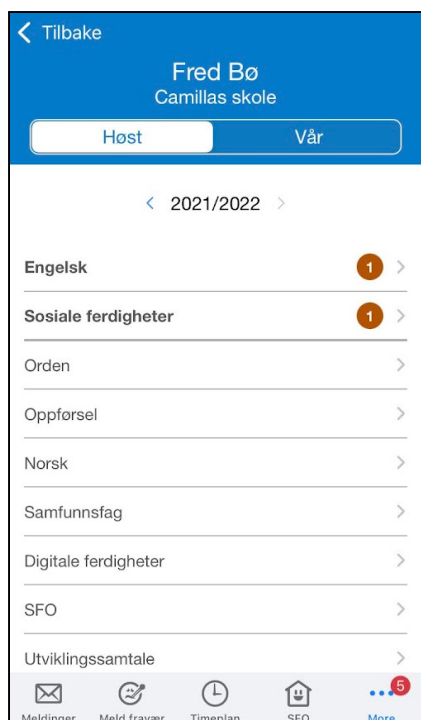 Tilbake
Fred Bø
Camillas skole
Høst Vår
2021/2022
Engelsk 1
Sosiale ferdigheter 1
Orden
Oppførsel
Norsk
Samfunnsfag
Digitale ferdigheter
SFO
Utviklingssamtale
5
Meldinger Meld fravær Timeplan SFO More